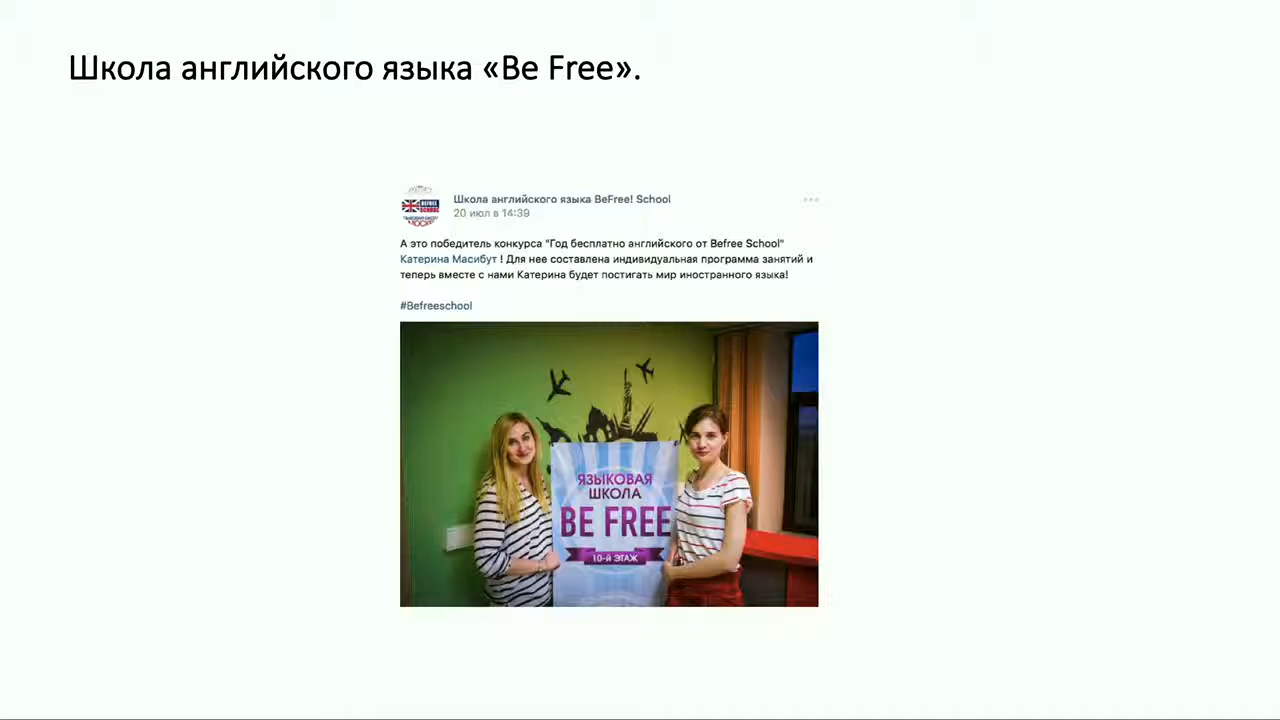 Школа английского языка «Be Free».
BEFREE
SCHOOL
Школа английского языка BeFree! School
20 июл в 14:39
А это победитель конкурса "Год бесплатно английского от Befree School"
Катерина Масибут ! Для нее составлена индивидуальная программа занятий и
теперь вместе с нами Катерина будет постигать мир иностранного языка!
#Befreeschool
ЯЗЫКОВАЯ
ШКОЛА
BE FREE
10-й ЭТАЖ